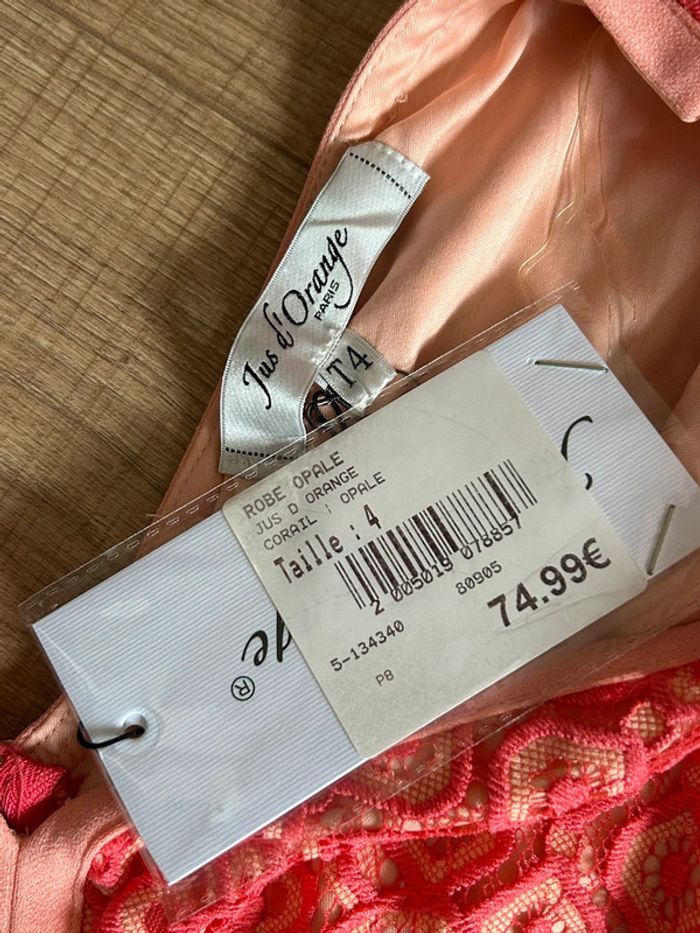 Jus d'Orange
PARIS
T4
ROBE OPALE
JUS D ORANGE
CORAIL : OPALE
Taille : 4
2 005019 078857
80905
74.99€
5-134340
P8
ge
®